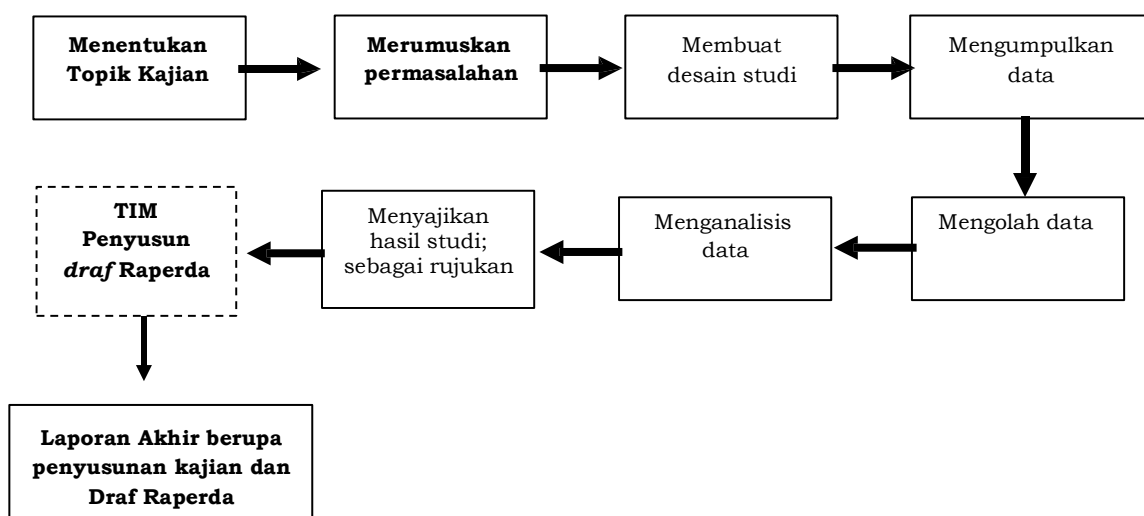 Menentukan
Topik Kajian
Merumuskan
permasalahan
Membuat
desain studi
Mengumpulkan
data
Mengolah data
Menganalisis
data
Menyajikan
hasil studi;
sebagai rujukan
TIM
Penyusun
draf Raperda
Laporan Akhir berupa
penyusunan kajian dan
Draf Raperda